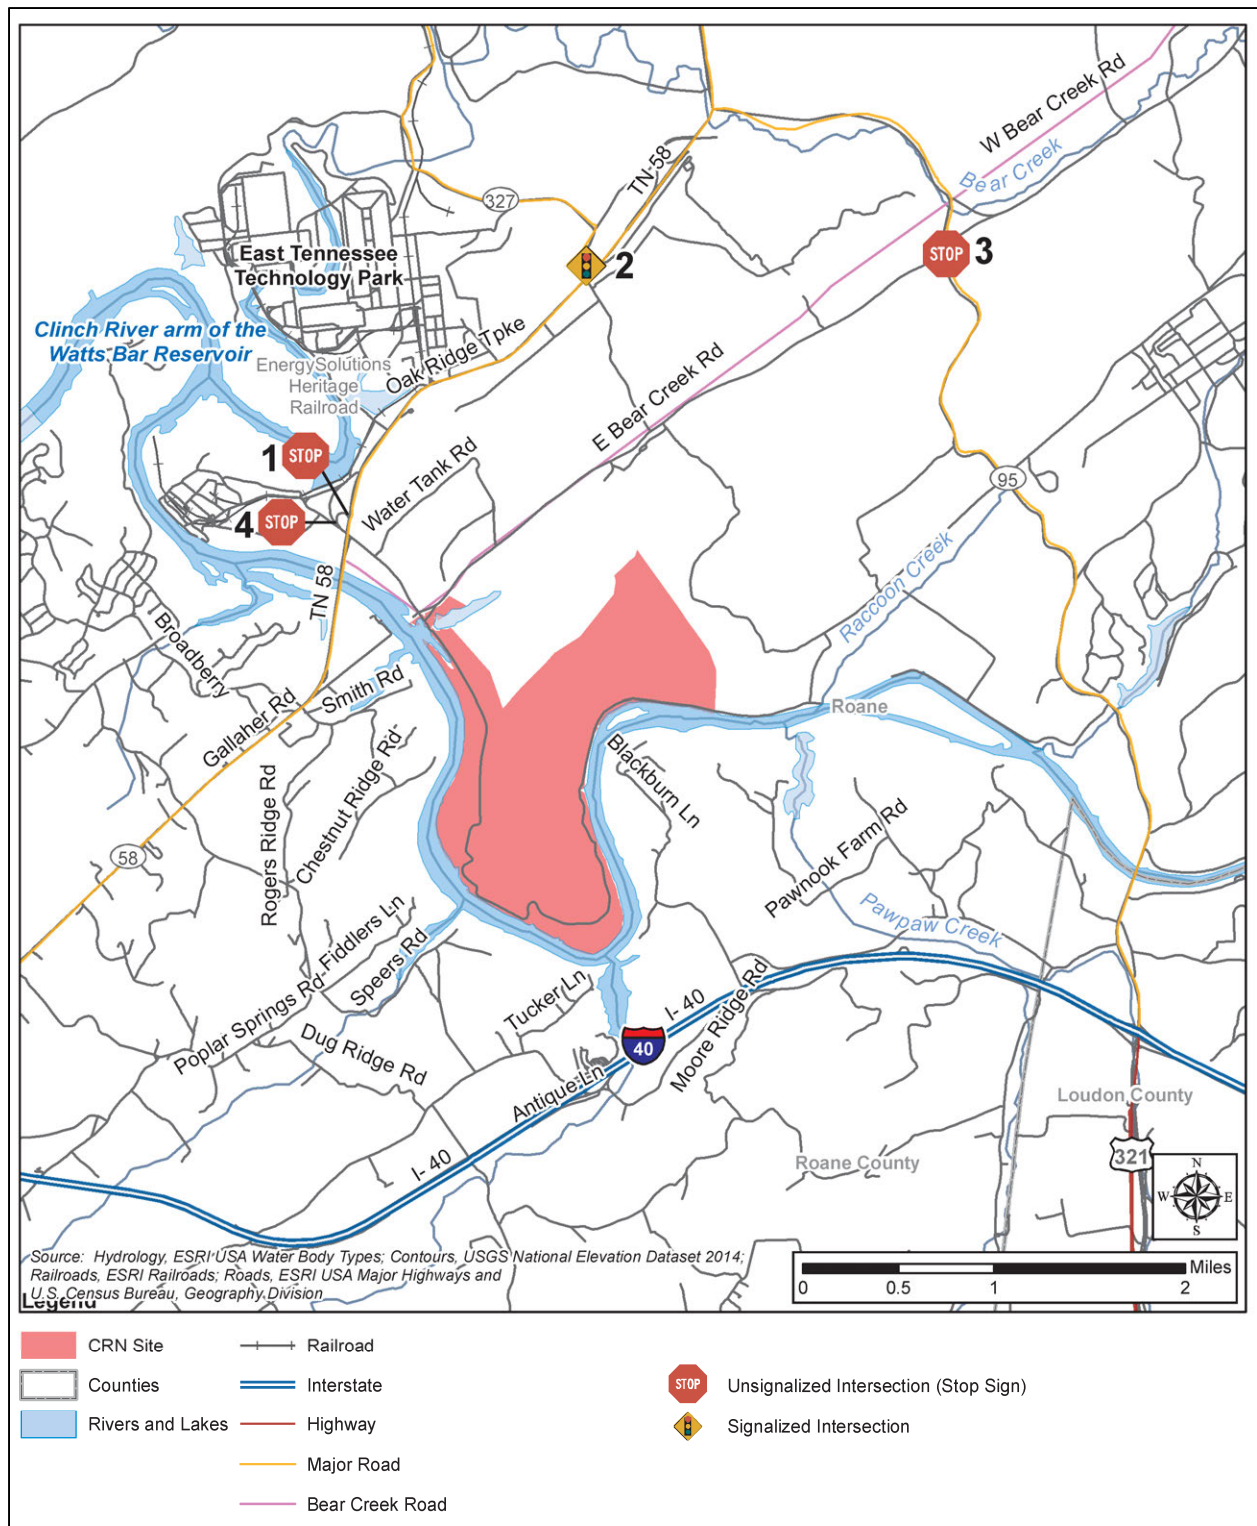 W Bear Creek Rd
Bear Creek
TN-58
327
STOP
3
2
East Tennessee
Technology Park
Clinch River arm of the
Watts Bar Reservoir
EnergySolutions
Heritage
Railroad
Oak Ridge Tpke
E Bear Creek Rd
1
STOP
Water Tank Rd
95
4
STOP
TN 58
Raccoon Creek
Broadberry
Smith Rd
Gallaher Rd
Roane
Blackburn Ln
Chestnut Ridge Rd
Rogers Ridge Rd
58
Pawnook Farm Rd
Pawpaw Creek
Fiddlers Ln
Speers Rd
Poplar Springs Rd
Tucker Ln
Dug Ridge Rd
I- 40
40
Moore Ridge Rd
Antique Ln
Loudon County
I- 40
Roane County
321
N
W
E
S
Source: Hydrology, ESRI USA Water Body Types; Contours, USGS National Elevation Dataset 2014;
Railroads, ESRI Railroads; Roads, ESRI USA Major Highways and
U.S. Census Bureau, Geography Division
Legend
Miles
0 0.5 1 2
CRN Site
Counties
Rivers and Lakes
Railroad
Interstate
Highway
Major Road
Bear Creek Road
STOP
Unsignalized Intersection (Stop Sign)
Signalized Intersection